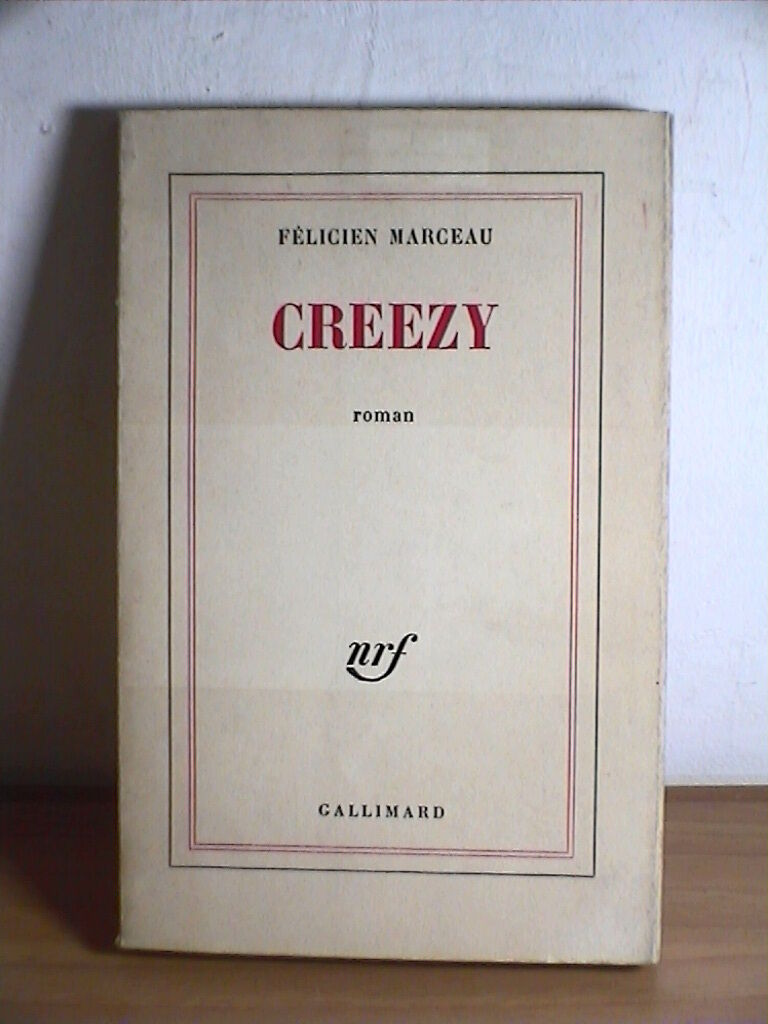 FÉLICIEN MARCEAU
CREEZY
roman
nrf
GALLIMARD